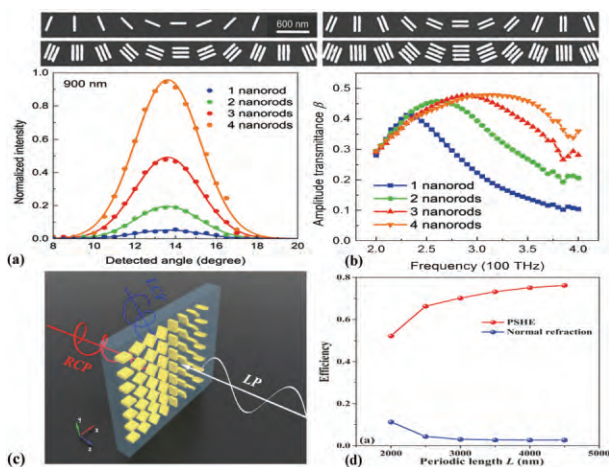 600 nm
1.0
0.8
0.6
0.4
0.2
0.0
Normalized intensity
900 nm
1 nanorod
2 nanorods
3 nanorods
4 nanorods
8 10 12 14 16 18 20
(a)
Detected angle (degree)
0.5
0.4
0.3
0.2
0.1
0.0
Amplitude transmittance β
1 nanorod
2 nanorods
3 nanorods
4 nanorods
2.0 2.5 3.0 3.5 4.0
(b)
Frequency (100 THz)
LCP
RCP
LP
y
x
z
(c)
0.8
0.4
0.0
Efficiency
PSHE
Normal refraction
(a)
2000 3000 4000 5000
Periodic length L (nm)
(d)